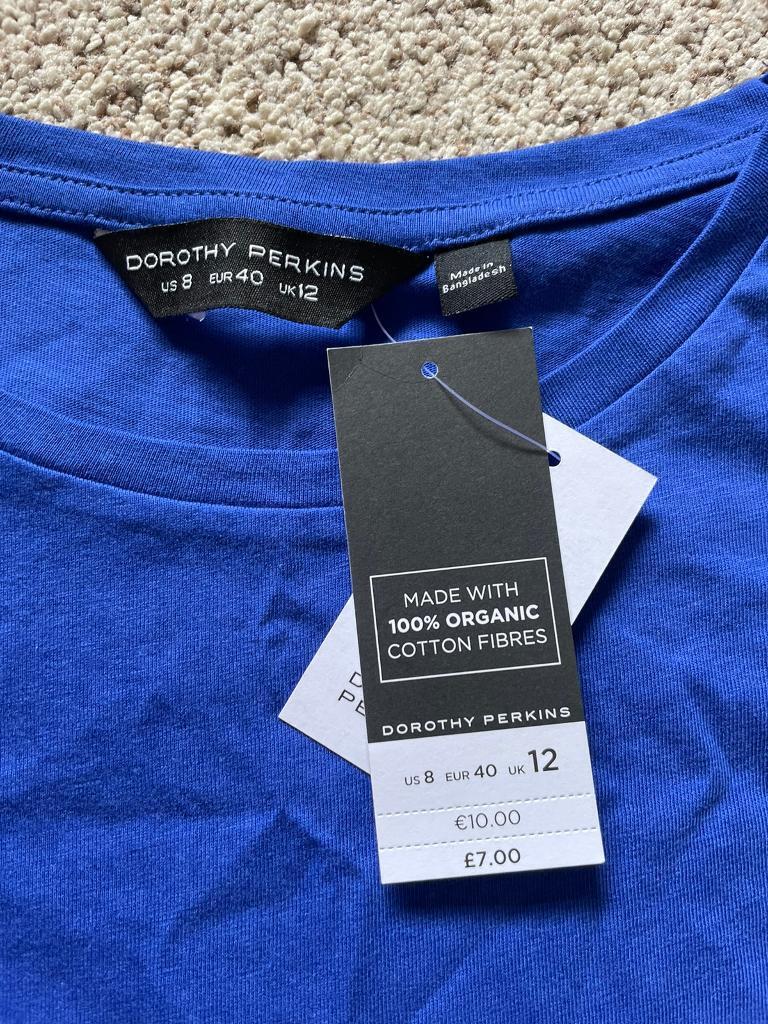 DOROTHY PERKINS
US 8 EUR 40 UK 12
Made in
Bangladesh
MADE WITH
100% ORGANIC
COTTON FIBRES
DOROTHY PERKINS
US 8 EUR 40 UK 12
€10.00
£7.00